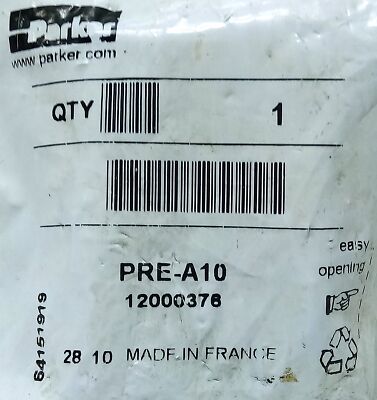 Parker
www.parker.com
QTY 1
PRE-A10
12000376
easy
opening
64151919
28 10 MADE IN FRANCE